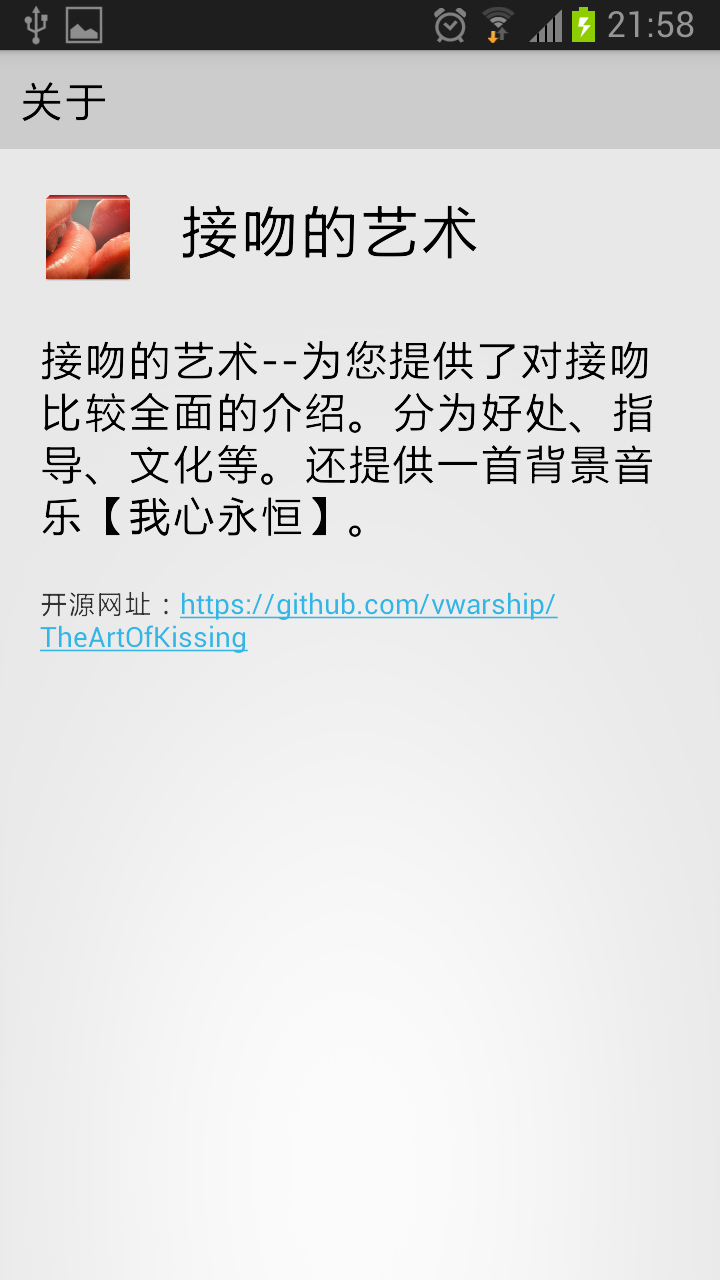 21:58
关于
接吻的艺术
接吻的艺术--为您提供了对接吻
比较全面的介绍。分为好处、指
导、文化等。还提供一首背景音
乐【我心永恒】。
开源网址：https://github.com/vwarship/
TheArtOfKissing